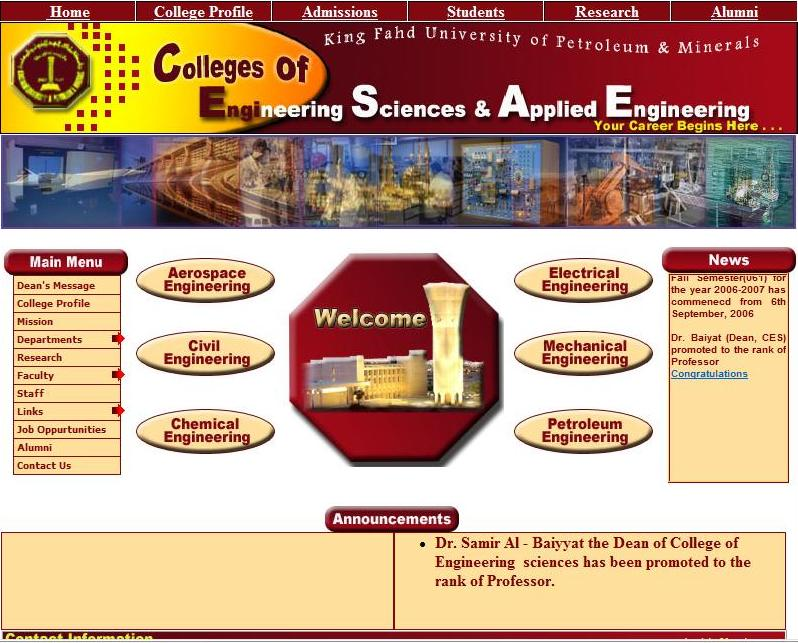 Home College Profile Admissions Students Research Alumni
King Fahd University of Petroleum & Minerals
Colleges Of
Engineering Sciences & Applied Engineering
Your Career Begins Here . . .
Main Menu
Dean's Message
College Profile
Mission
Departments
Research
Faculty
Staff
Links
Job Oppurtunities
Alumni
Contact Us
Aerospace
Engineering
Civil
Engineering
Chemical
Engineering
Welcome
Electrical
Engineering
Mechanical
Engineering
Petroleum
Engineering
News
Fall Semester(061) for
the year 2006-2007 has
commenecd from 6th
September, 2006
Dr. Baiyat (Dean, CES)
promoted to the rank of
Professor
Congratulations
Announcements
Dr. Samir Al - Baiyyat the Dean of College of
Engineering sciences has been promoted to the
rank of Professor.
Contact Information